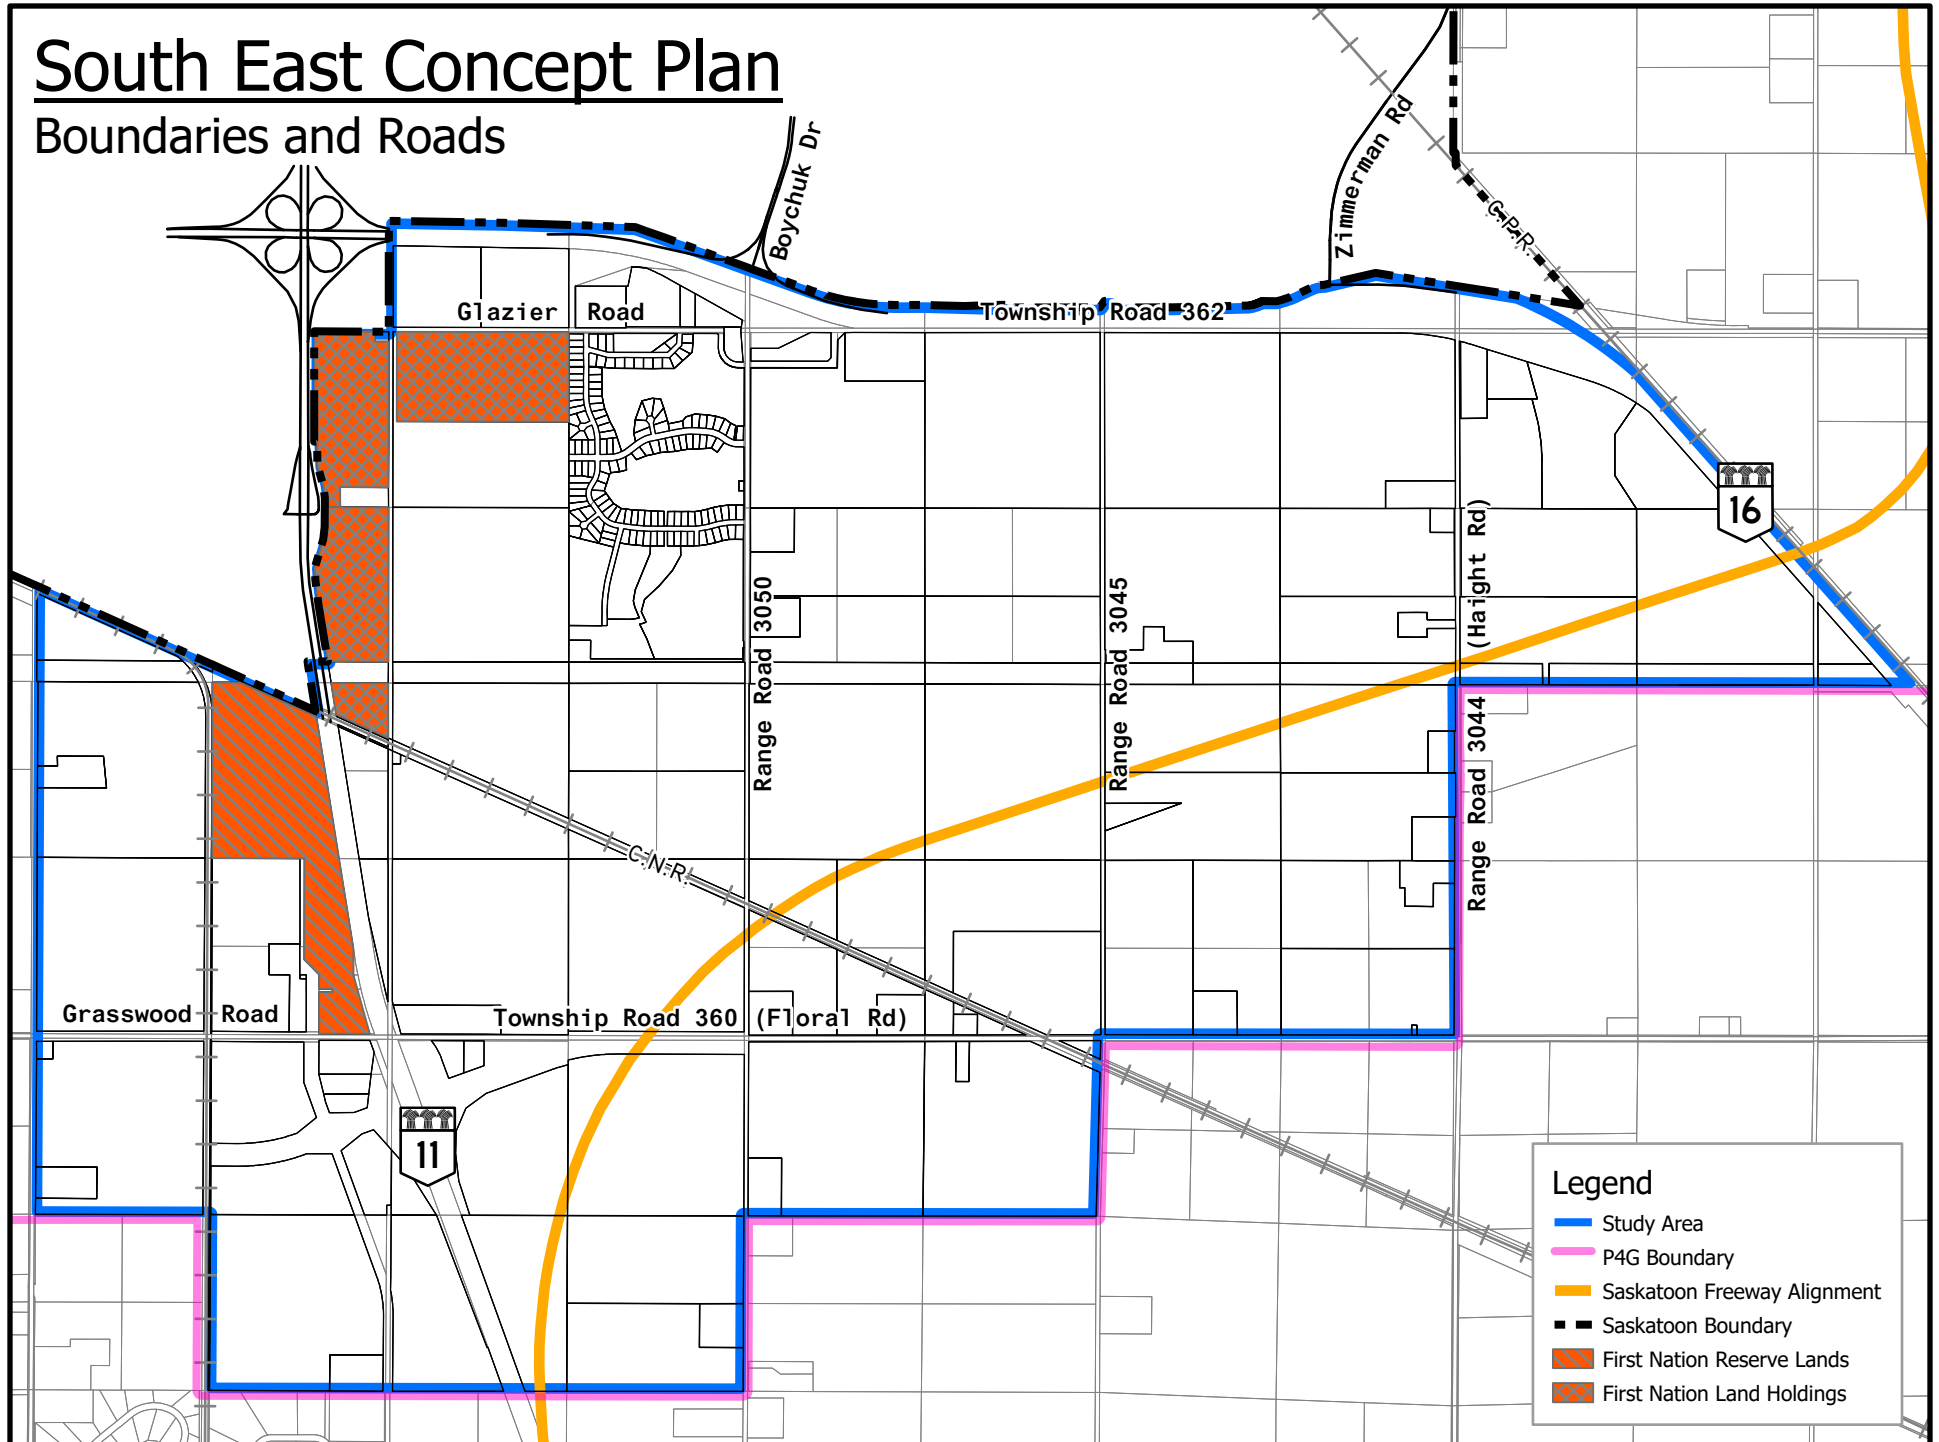 South East Concept Plan
Boundaries and Roads
Boychuk Dr
Zimmerman Rd
C.P.R.
Glazier Road
Township Road 362
16
Range Road 3050
Range Road 3045
Range Road 3044 (Haight Rd)
C.N.R.
Grasswood Road
Township Road 360 (Floral Rd)
11
Legend
Study Area
P4G Boundary
Saskatoon Freeway Alignment
Saskatoon Boundary
First Nation Reserve Lands
First Nation Land Holdings